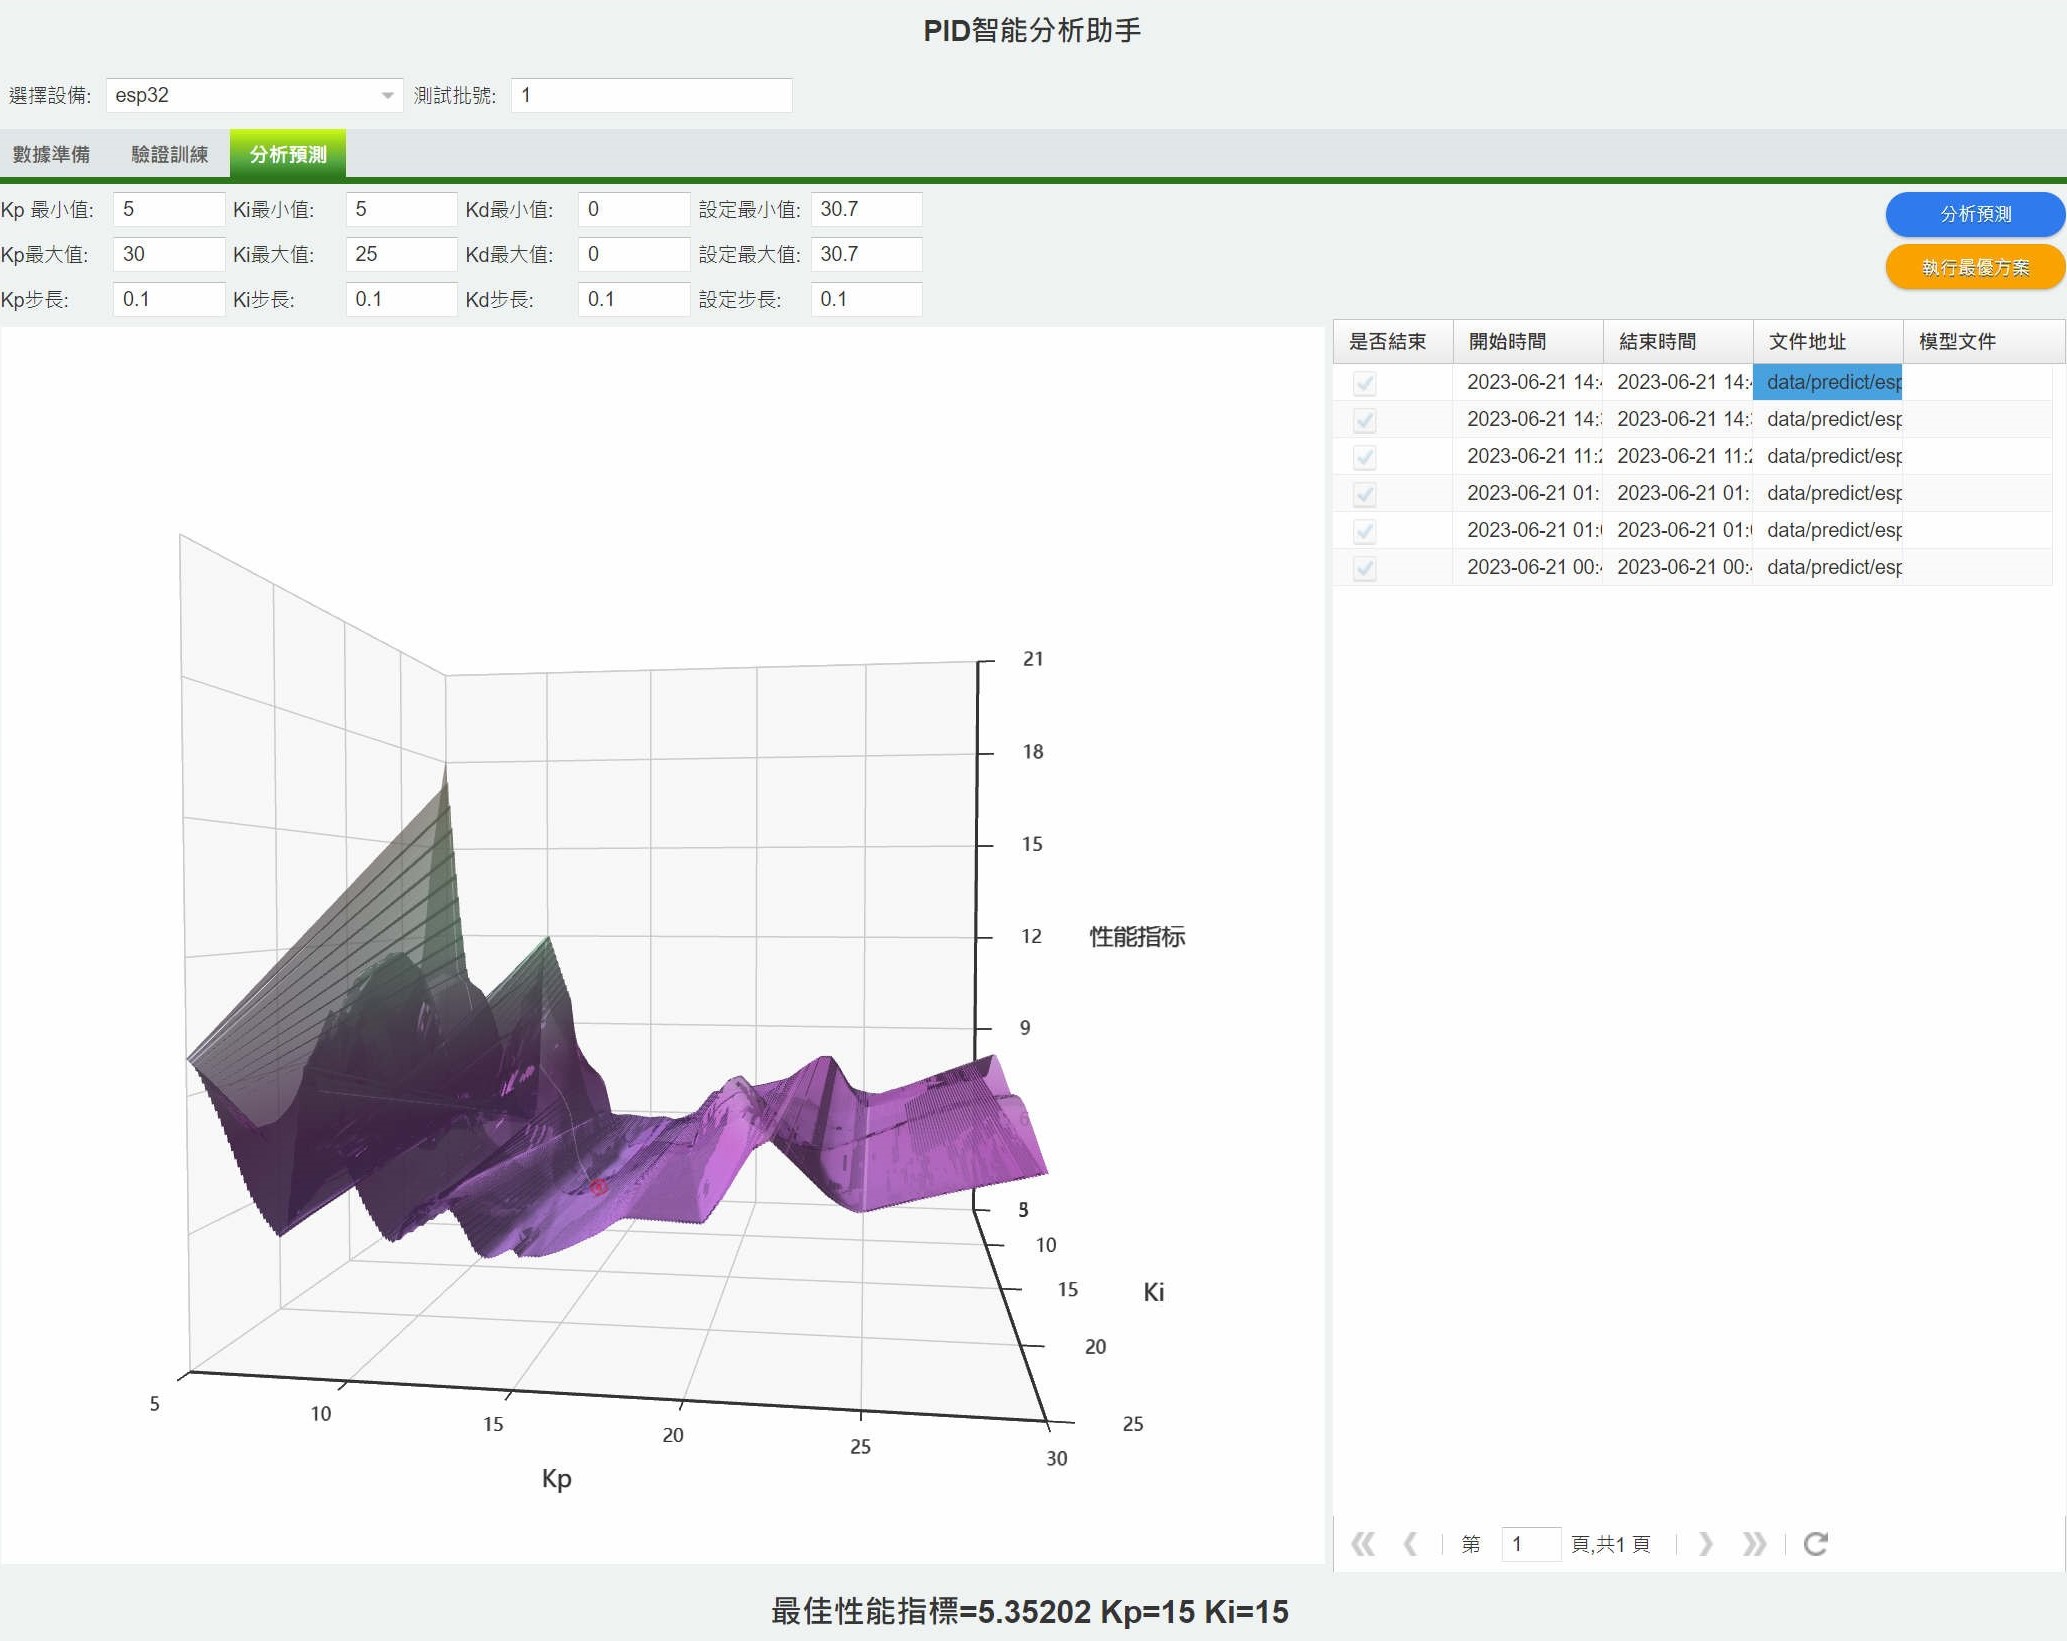 PID智能分析助手
選擇設備: esp32 測試批號: 1
數據準備 驗證訓練 分析預測
Kp 最小值: 5 Ki最小值: 5 Kd最小值: 0 設定最小值: 30.7
分析預測
Kp最大值: 30 Ki最大值: 25 Kd最大值: 0 設定最大值: 30.7
執行最優方案
Kp步長: 0.1 Ki步長: 0.1 Kd步長: 0.1 設定步長: 0.1
是否結束 開始時間 結束時間 文件地址 模型文件
2023-06-21 14: 2023-06-21 14: data/predict/esp
2023-06-21 14: 2023-06-21 14: data/predict/esp
2023-06-21 11:2 2023-06-21 11:2 data/predict/esp
2023-06-21 01: 2023-06-21 01: data/predict/esp
2023-06-21 01: 2023-06-21 01: data/predict/esp
2023-06-21 00: 2023-06-21 00: data/predict/esp
21
18
15
12 性能指标
9
10
15 Ki
20
25
5 10 15 20 25 30
Kp
第 1 頁,共1 頁
最佳性能指標=5.35202 Kp=15 Ki=15